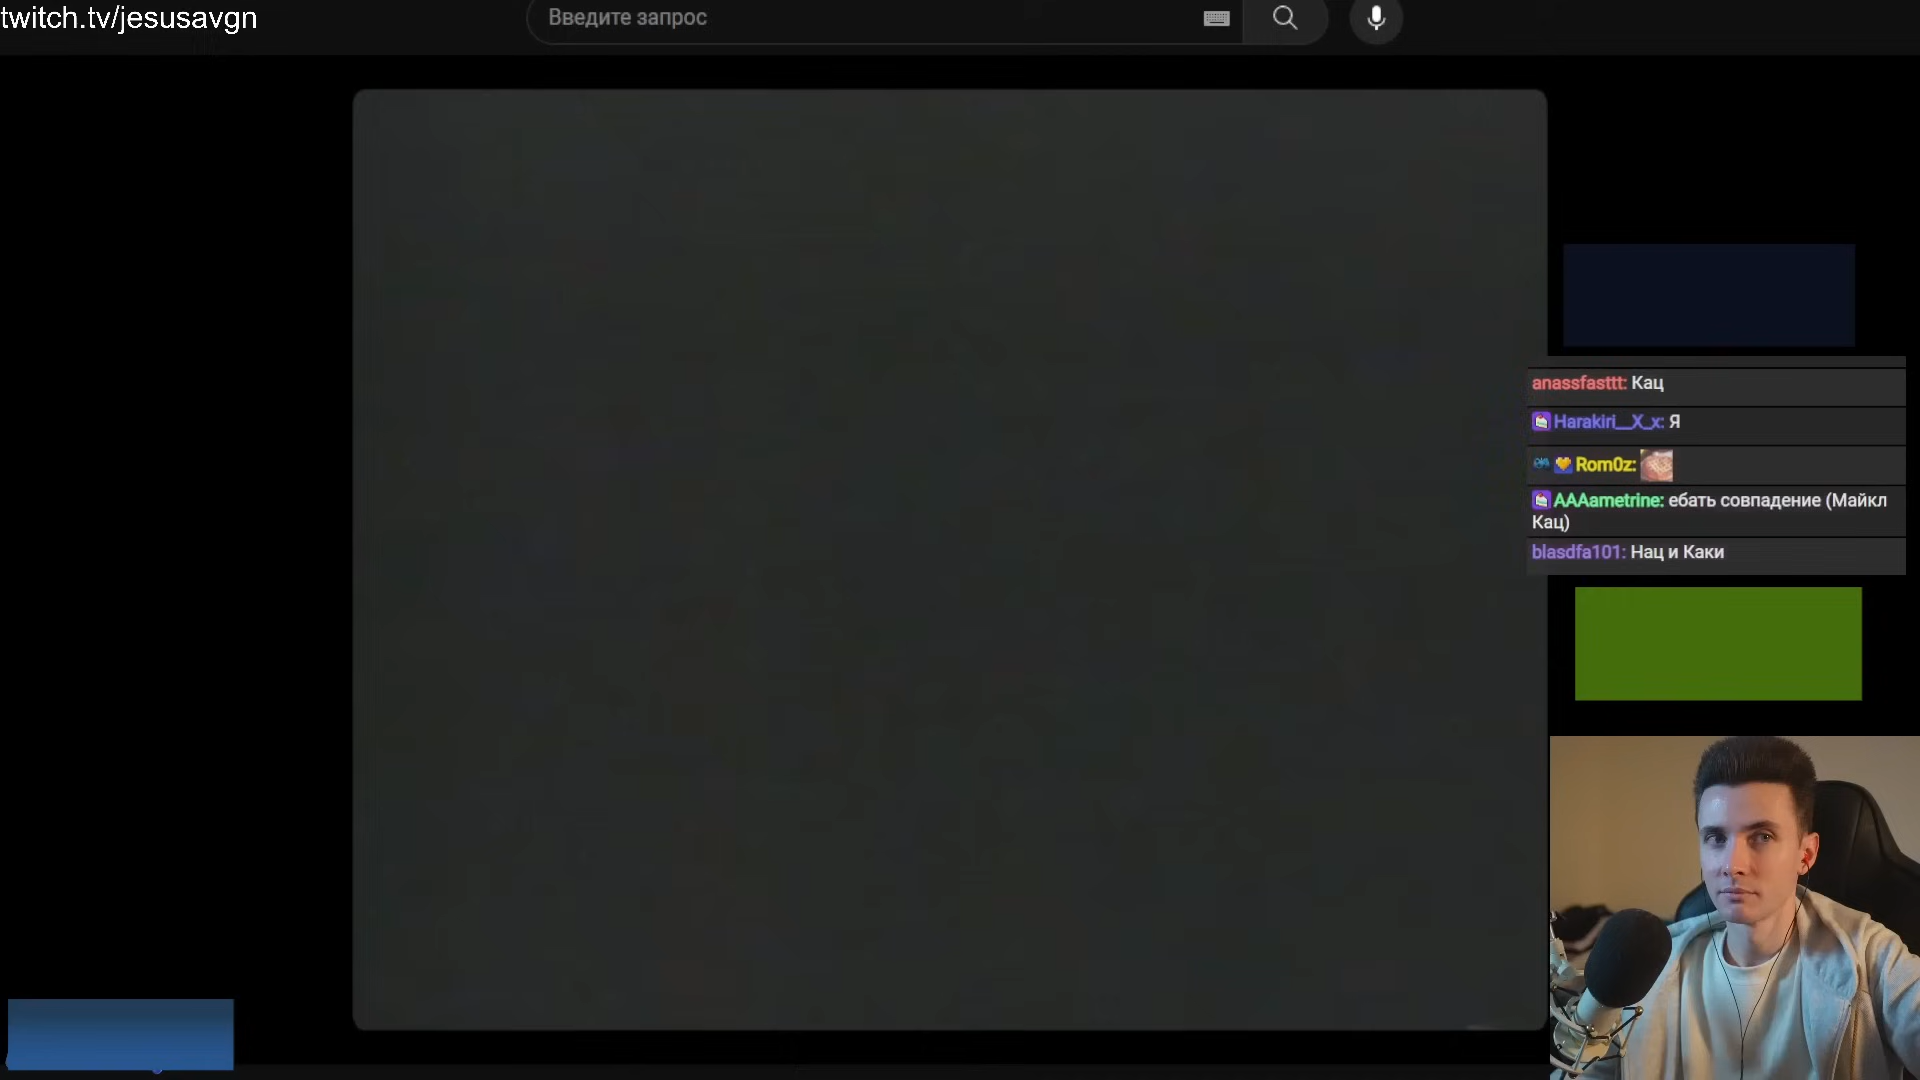 twitch.tv/jesusavgn
Введите запрос
anassfasttt: Кац
Harakiri__X_x: Я
Rom0z:
AAAametrine: ебать совпадение (Майкл
Кац)
blasdfa101: Нац и Каки